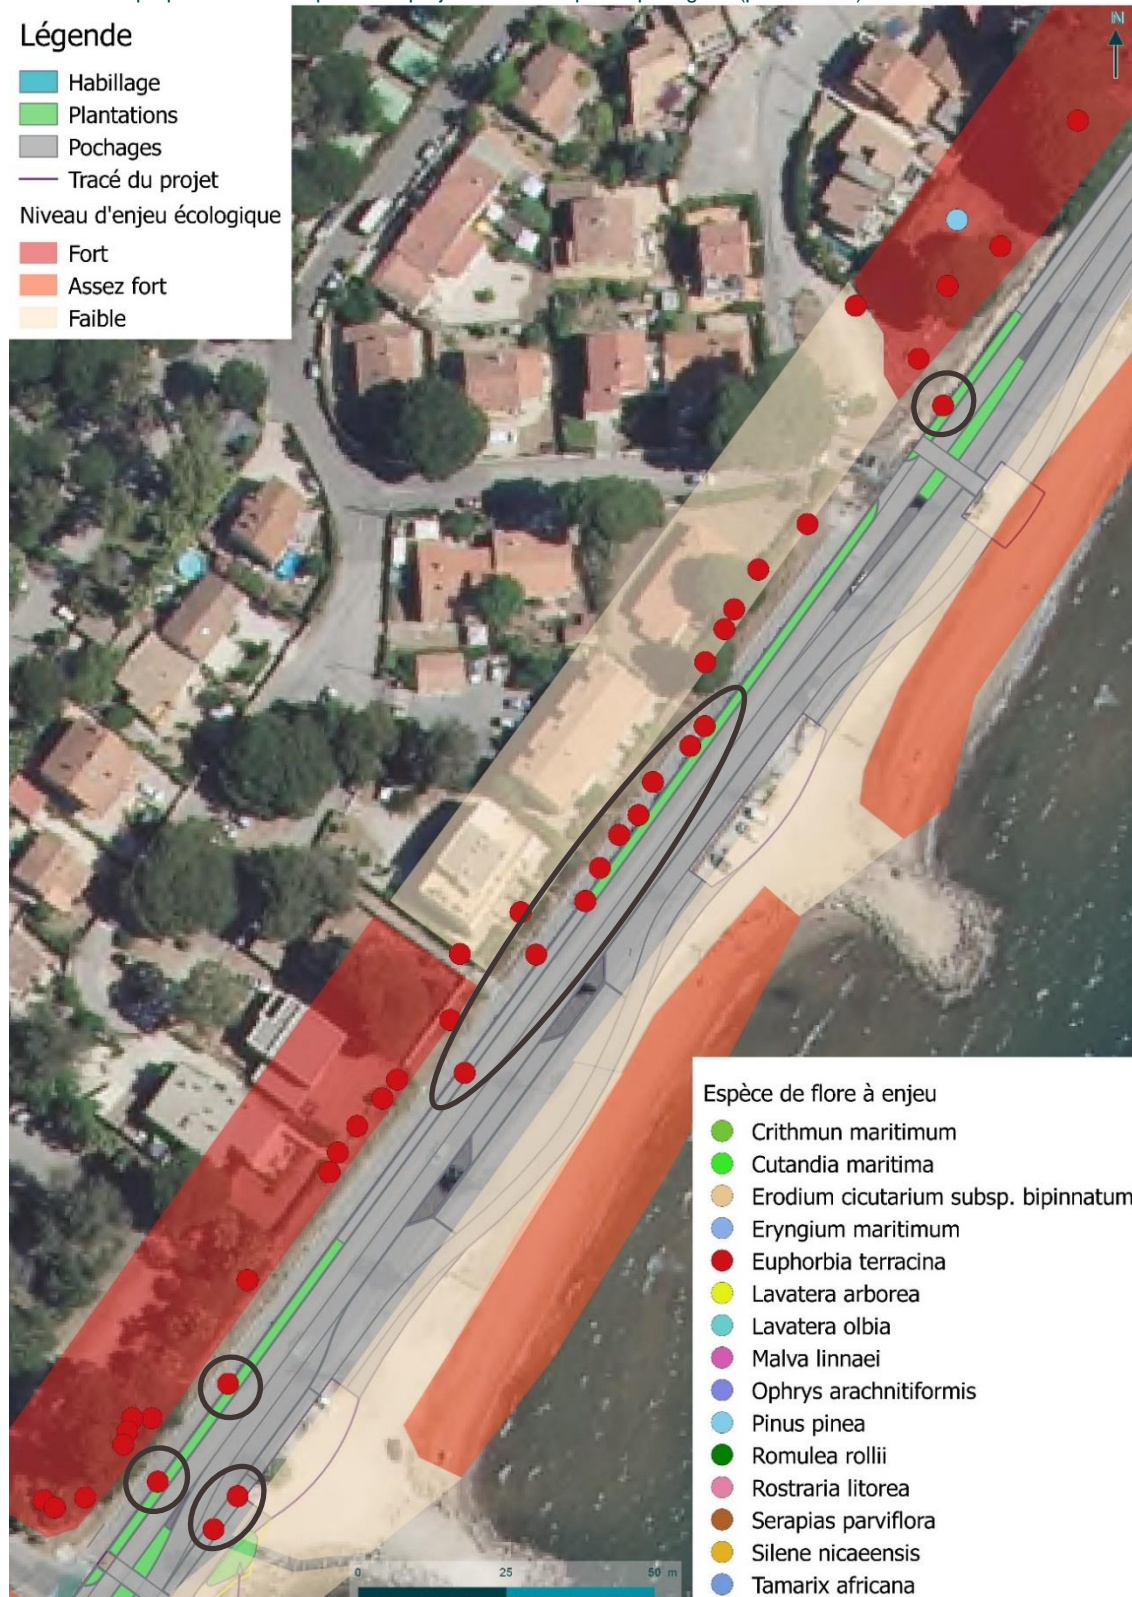 N
Légende
Habillage
Plantations
Pochages
Tracé du projet
Niveau d'enjeu écologique
Fort
Assez fort
Faible
Espèce de flore à enjeu
Crithmun maritimum
Cutandia maritima
Erodium cicutarium subsp. bipinnatum
Eryngium maritimum
Euphorbia terracina
Lavatera arborea
Lavatera olbia
Malva linnaei
Ophrys arachnitiformis
Pinus pinea
Romulea rollii
Rostraria litorea
Serapias parviflora
Silene nicaeensis
Tamarix africana
0 25 50 m